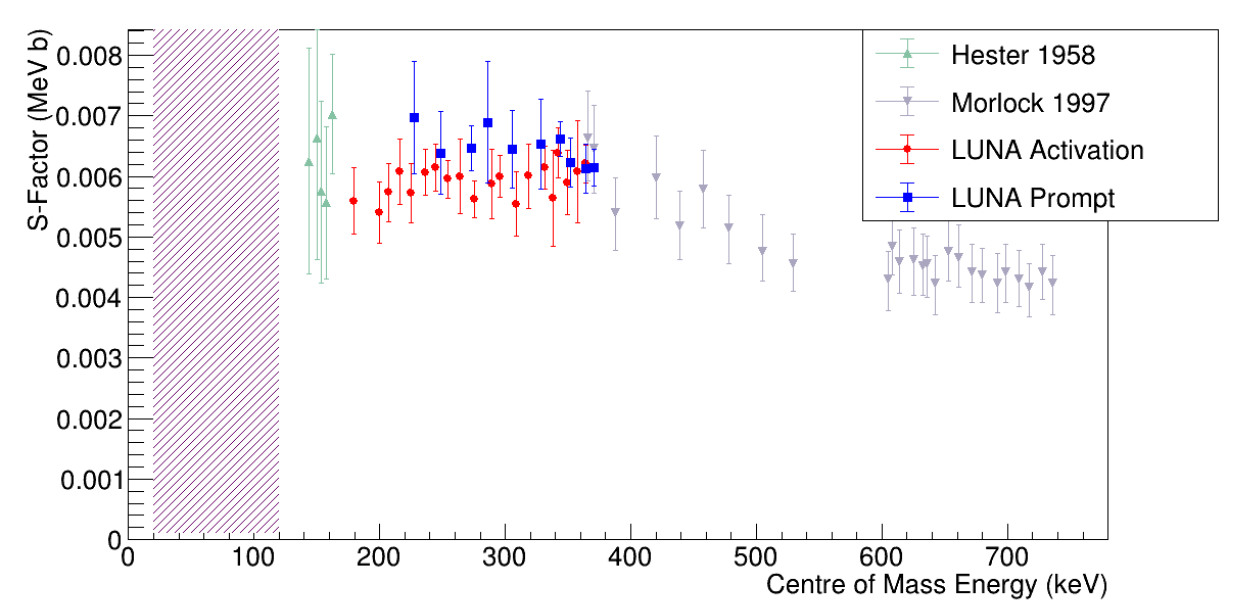 S-Factor (MeV b)
0.008
0.007
0.006
0.005
0.004
0.003
0.002
0.001
0
0 100 200 300 400 500 600 700
Centre of Mass Energy (keV)
Hester 1958
Morlock 1997
LUNA Activation
LUNA Prompt